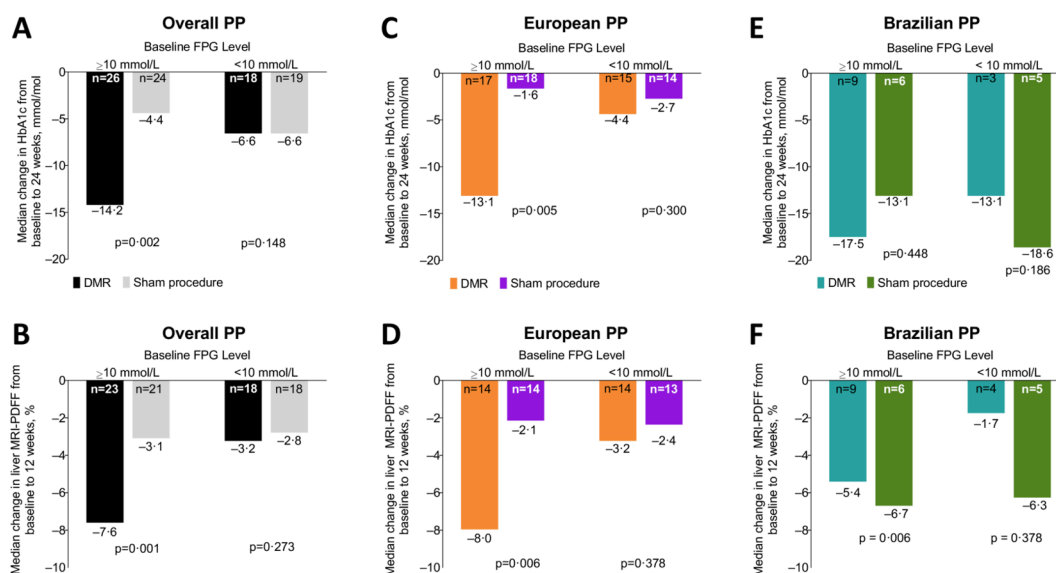 A
Overall PP
Baseline FPG Level
≥10 mmol/L
<10 mmol/L
Median change in HbA1c from
baseline to 24 weeks, mmol/mol
0
–5
–10
–15
–20
n=26
n=24
n=18
n=19
–4·4
–6·6
–6·6
–14·2
p=0·002
p=0·148
DMR
Sham procedure
C
European PP
Baseline FPG Level
≥10 mmol/L
<10 mmol/L
Median change in HbA1c from
baseline to 24 weeks, mmol/mol
0
–5
–10
–15
–20
n=17
n=18
n=15
n=14
–1·6
–2·7
–4·4
–13·1
p=0·005
p=0·300
DMR
Sham procedure
E
Brazilian PP
Baseline FPG Level
≥10 mmol/L
< 10 mmol/L
Median change in HbA1c from
baseline to 24 weeks, mmol/mol
0
–5
–10
–15
–20
n=9
n=6
n=3
n=5
–13·1
–13·1
–17·5
–18·6
p=0·448
p=0·186
DMR
Sham procedure
B
Overall PP
Baseline FPG Level
≥10 mmol/L
<10 mmol/L
Median change in liver MRI-PDFF from
baseline to 12 weeks, %
0
–2
–4
–6
–8
–10
n=23
n=21
n=18
n=18
–3·1
–3·2
–2·8
–7·6
p=0·001
p=0·273
D
European PP
Baseline FPG Level
≥10 mmol/L
<10 mmol/L
Median change in liver MRI-PDFF from
baseline to 12 weeks, %
0
–2
–4
–6
–8
–10
n=14
n=14
n=14
n=13
–2·1
–2·4
–3·2
–8·0
p=0·006
p=0·378
F
Brazilian PP
Baseline FPG Level
≥10 mmol/L
<10 mmol/L
Median change in liver MRI-PDFF from
baseline to 12 weeks, %
0
–2
–4
–6
–8
–10
n=9
n=6
n=4
n=5
–1·7
–5·4
–6·7
–6·3
p = 0·006
p = 0·378